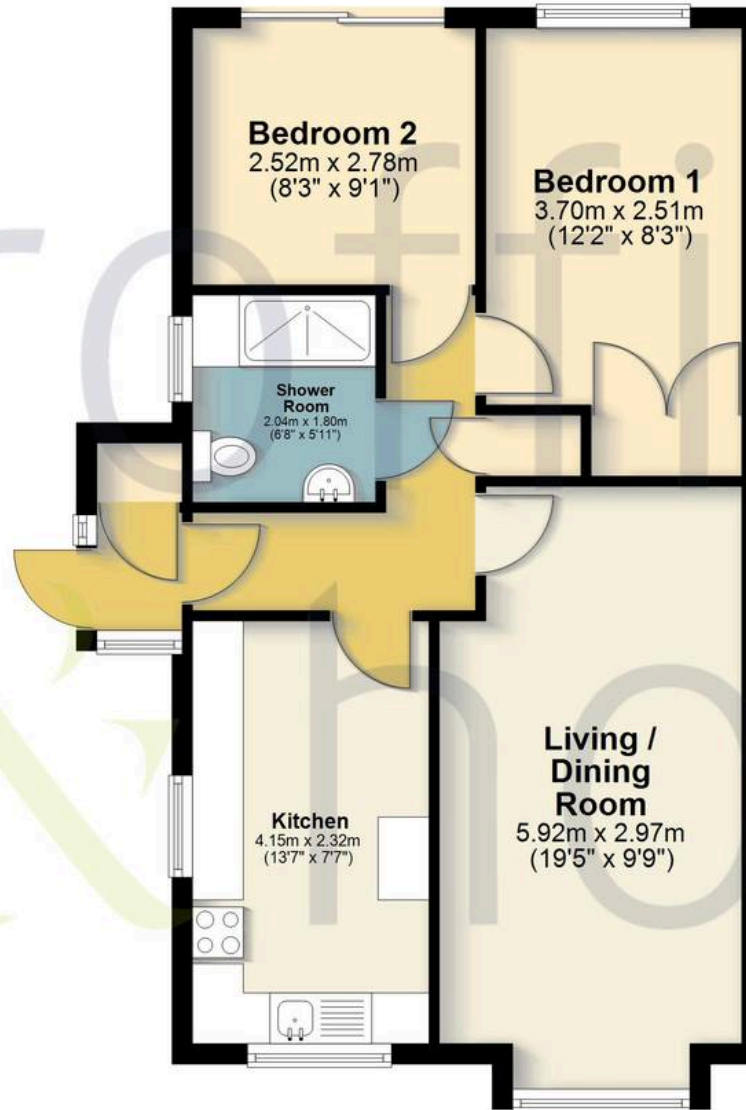 Bedroom 2
2.52m x 2.78m
(8'3" x 9'1")
Bedroom 1
3.70m x 2.51m
(12'2" x 8'3")
Shower
Room
2.04m x 1.80m
(6'8" x 5'11")
Living /
Dining
Room
5.92m x 2.97m
(19'5" x 9'9")
Kitchen
4.15m x 2.32m
(13'7" x 7'7")